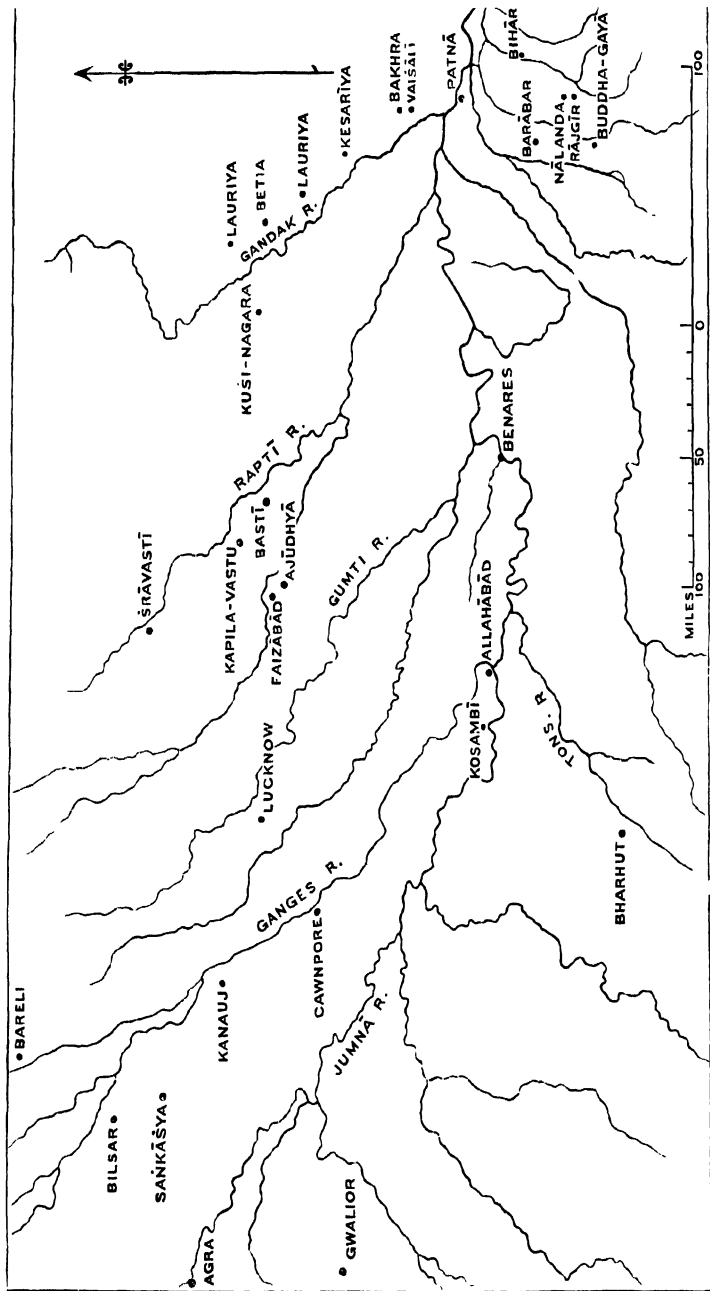 BARELI
BILSAR
SAṄKĀŚYA
AGRA
GWALIOR
KANAUJ
CAWNPORE
GANGES R.
JUMNĀ R.
LUCKNOW
GUMTI R.
ŚRĀVASTĪ
KAPILA-VASTU
BASTĪ
FAIZĀBĀD
AJŪDHYĀ
RAPTĪ R.
KOSAMBĪ
ALLAHĀBĀD
TONS. R
BHARHUT
BENARES
KUŚI-NAGARA
GANDAK R.
LAURIYA
BETIA
LAURIYA
KESARĪYA
BAKHRA
VAIŚĀLĪ
PATNĀ
BIHĀR
BARĀBAR
NĀLANDA
RĀJGĪR
BUDDHA-GAYĀ
MILES 100 50 0 100